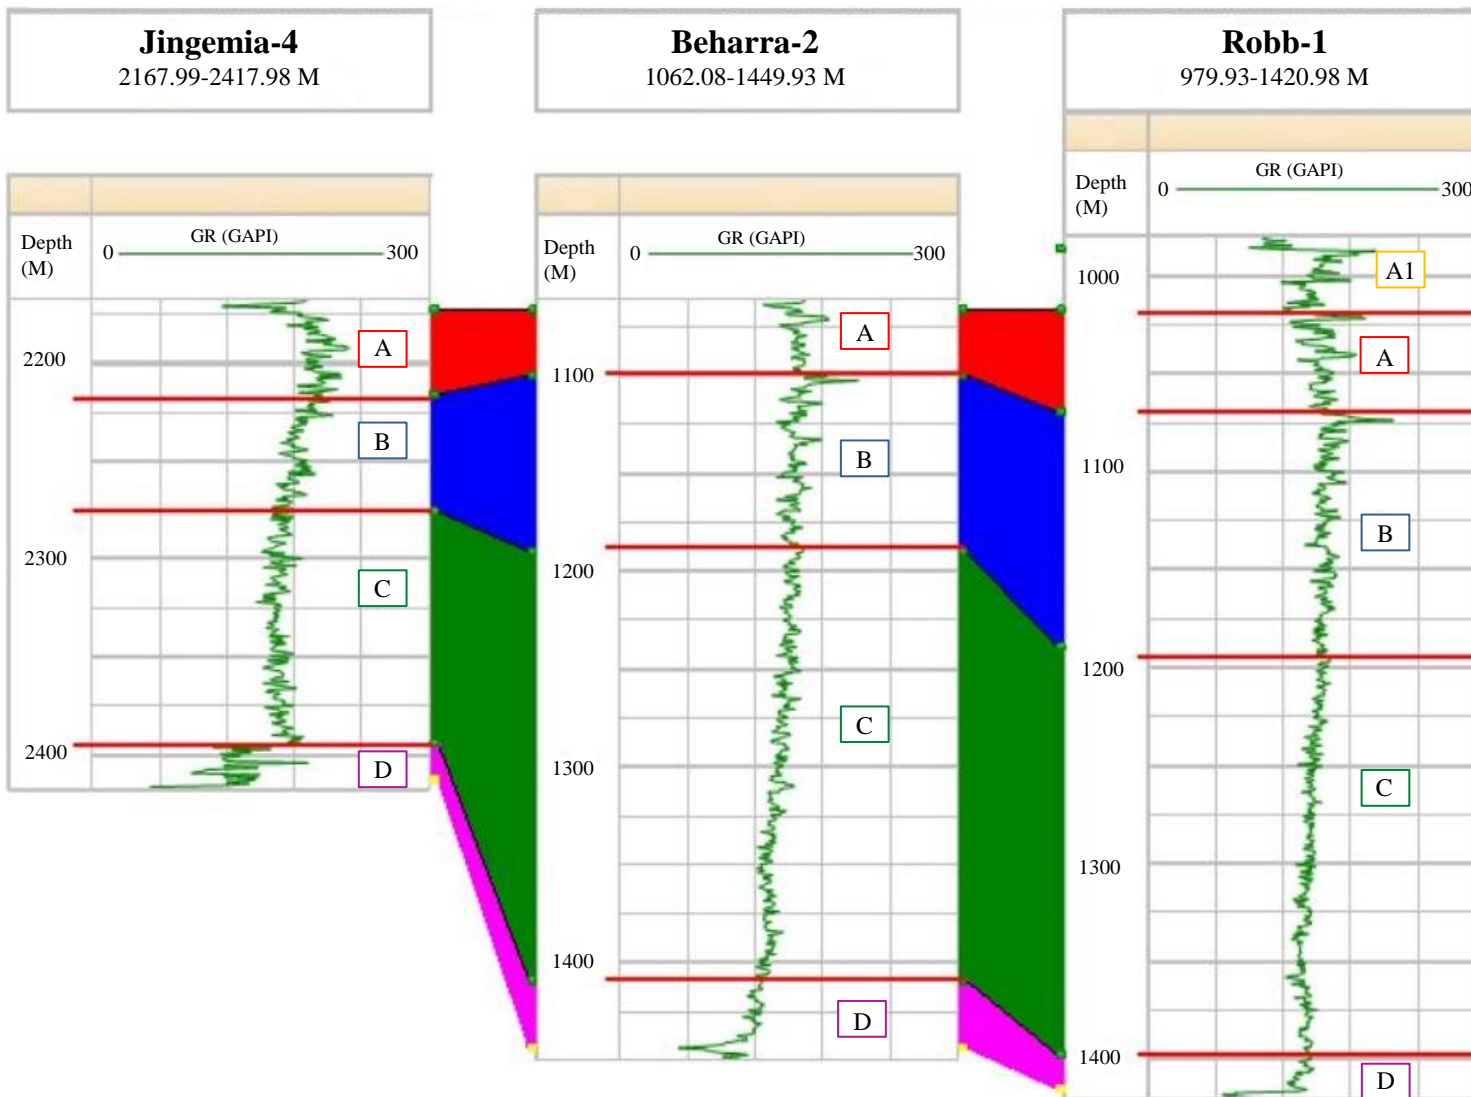 Jingemia-4
2167.99-2417.98 M
Depth
(M)
0
GR (GAPI)
300
2200
2300
2400
A
B
C
D
Beharra-2
1062.08-1449.93 M
Depth
(M)
0
GR (GAPI)
300
1100
1200
1300
1400
A
B
C
D
Robb-1
979.93-1420.98 M
Depth
(M)
0
GR (GAPI)
300
1000
1100
1200
1300
1400
A1
A
B
C
D